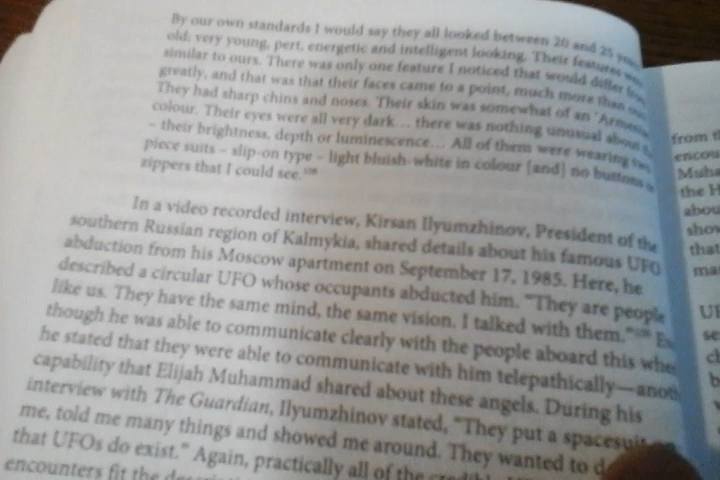 By our own standards I would say they all looked between 20 and 25 years
old; very young, pert, energetic and intelligent looking. Their features were
similar to ours. There was only one feature I noticed that would differ from
greatly, and that was that their faces came to a point, much more than ours
They had sharp chins and noses. Their skin was somewhat of an 'Armenian
colour. Their eyes were all very dark… there was nothing unusual about
– their brightness, depth or luminescence… All of them were wearing two
piece suits – slip-on type – light bluish-white in colour [and] no buttons or
zippers that I could see.
In a video recorded interview, Kirsan Ilyumzhinov, President of the
southern Russian region of Kalmykia, shared details about his famous UFO
abduction from his Moscow apartment on September 17, 1985. Here, he
described a circular UFO whose occupants abducted him. "They are people
like us. They have the same mind, the same vision. I talked with them."
though he was able to communicate clearly with the people aboard this
he stated that they were able to communicate with him telepathically—
capability that Elijah Muhammad shared about these angels. During his
interview with The Guardian, Ilyumzhinov stated, "They put a spacesuit
me, told me many things and showed me around. They wanted to
that UFOs do exist." Again, practically all of the
encounters fit the
from
the H